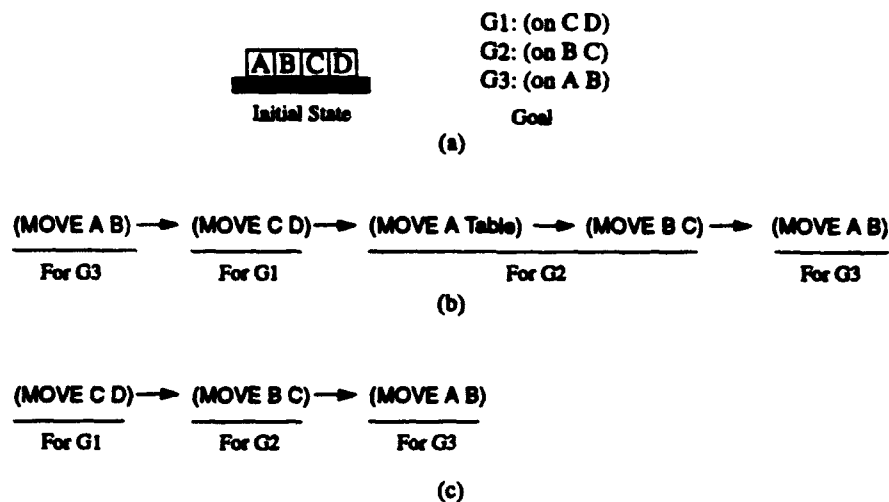 G1: (on C D)
G2: (on B C)
G3: (on A B)
A B C D
Initial State
Goal
(a)
(MOVE A B) → (MOVE C D) → (MOVE A Table) → (MOVE B C) → (MOVE A B)
For G3 For G1 For G2 For G3
(b)
(MOVE C D) → (MOVE B C) → (MOVE A B)
For G1 For G2 For G3
(c)